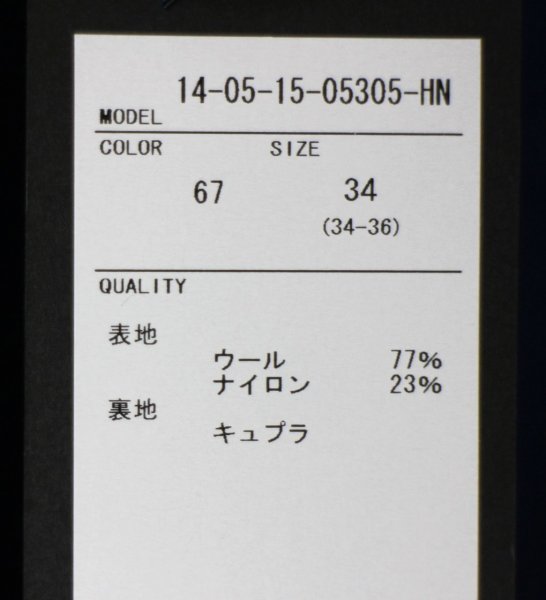 14-05-15-05305-HN
MODEL
COLOR SIZE
67 34
(34-36)
QUALITY
表地
ウール 77%
ナイロン 23%
裏地
キュプラ